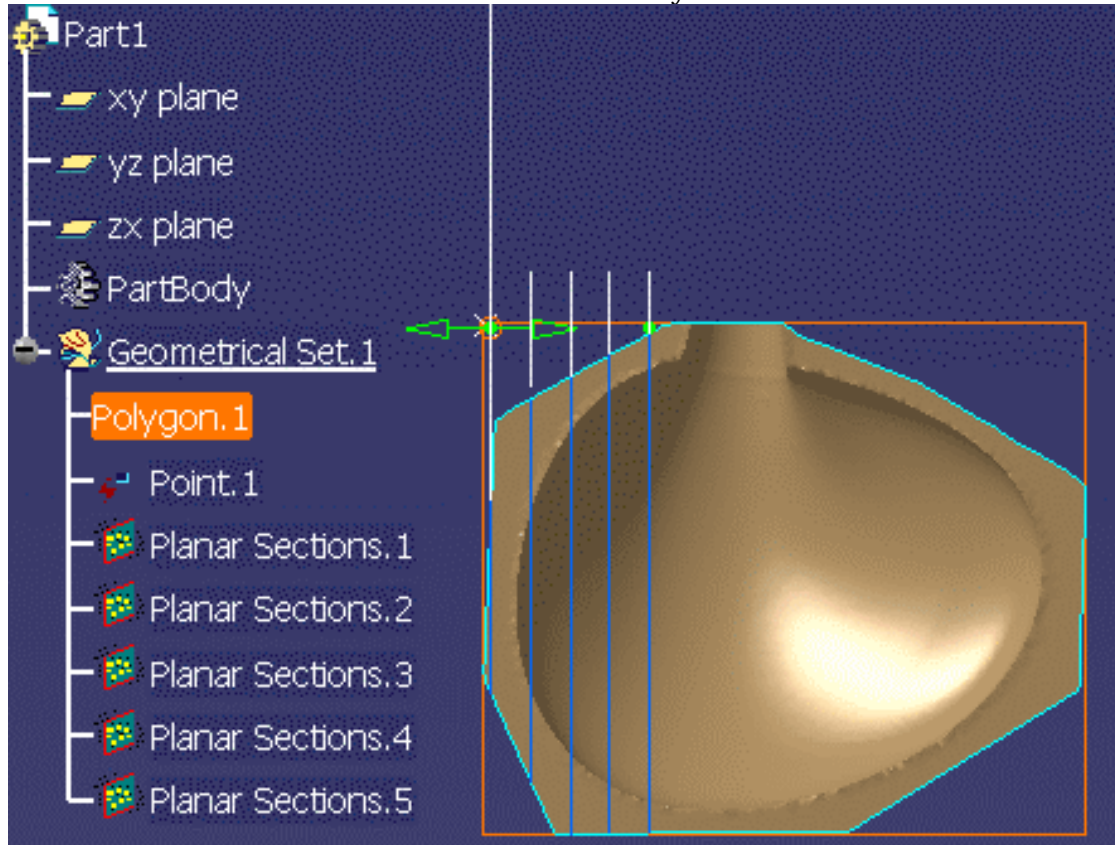 Part1
xy plane
yz plane
zx plane
PartBody
Geometrical Set.1
Polygon.1
Point.1
Planar Sections.1
Planar Sections.2
Planar Sections.3
Planar Sections.4
Planar Sections.5